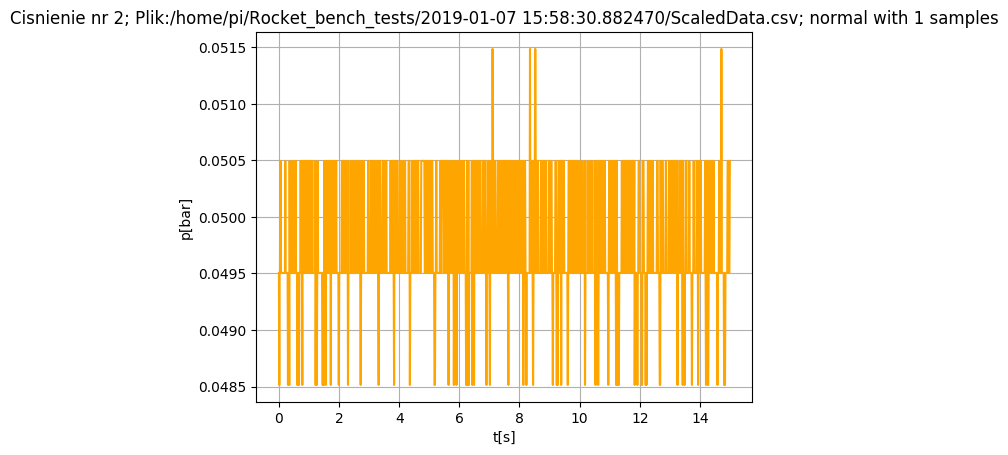 Cisnienie nr 2; Plik:/home/pi/Rocket_bench_tests/2019-01-07 15:58:30.882470/ScaledData.csv; normal with 1 samples
0.0515
0.0510
0.0505
0.0500
0.0495
0.0490
0.0485
p[bar]
0 2 4 6 8 10 12 14
t[s]